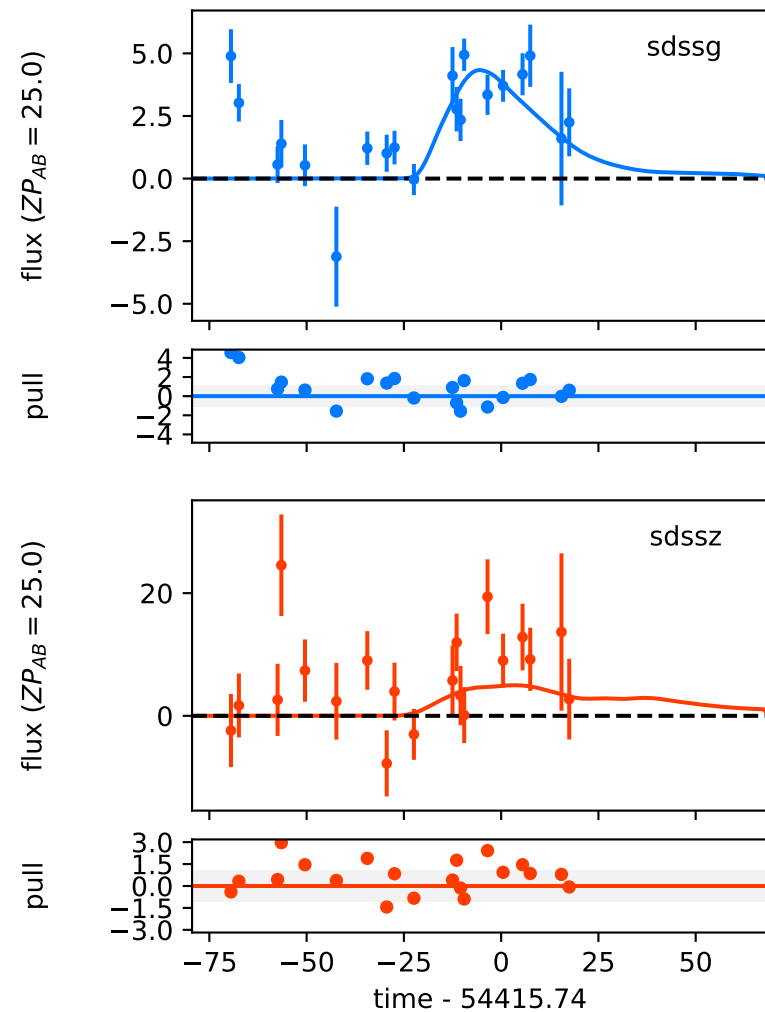 sdssg
flux (ZP_AB = 25.0)
5.0
2.5
0.0
−2.5
−5.0
pull
4
2
0
−2
−4
sdssz
flux (ZP_AB = 25.0)
20
0
pull
3.0
1.5
0.0
−1.5
−3.0
−75 −50 −25 0 25 50
time - 54415.74